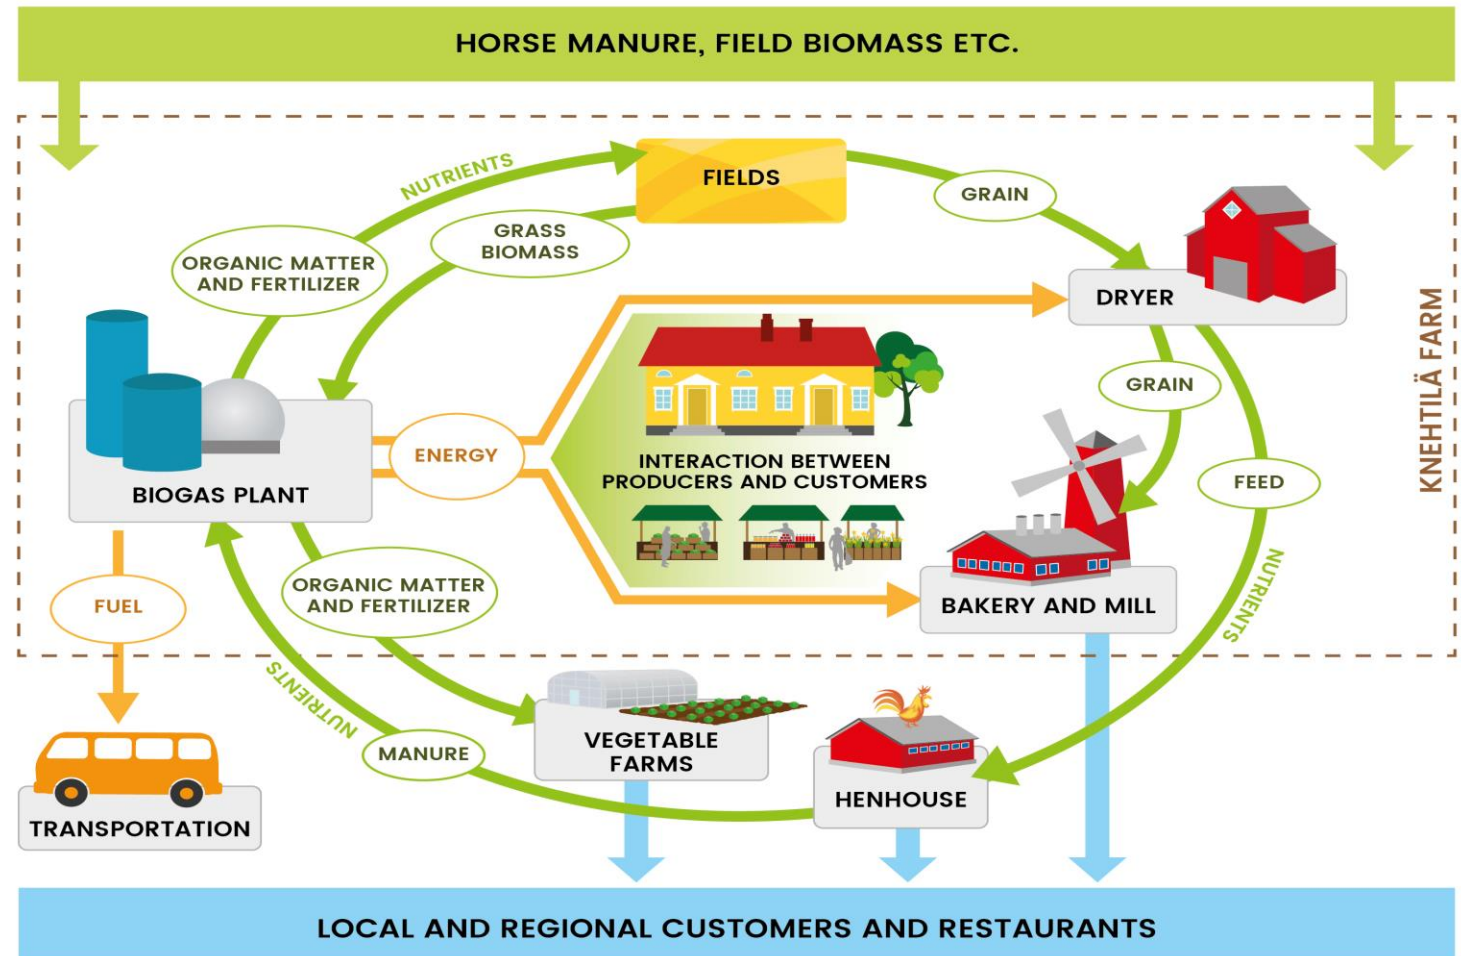 HORSE MANURE, FIELD BIOMASS ETC.
NUTRIENTS
FIELDS
GRAIN
GRASS
BIOMASS
ORGANIC MATTER
AND FERTILIZER
DRYER
KNEHTILÄ FARM
GRAIN
ENERGY
INTERACTION BETWEEN
PRODUCERS AND CUSTOMERS
FEED
BIOGAS PLANT
ORGANIC MATTER
AND FERTILIZER
FUEL
BAKERY AND MILL
NUTRIENTS
NUTRIENTS
MANURE
VEGETABLE
FARMS
HENHOUSE
TRANSPORTATION
LOCAL AND REGIONAL CUSTOMERS AND RESTAURANTS